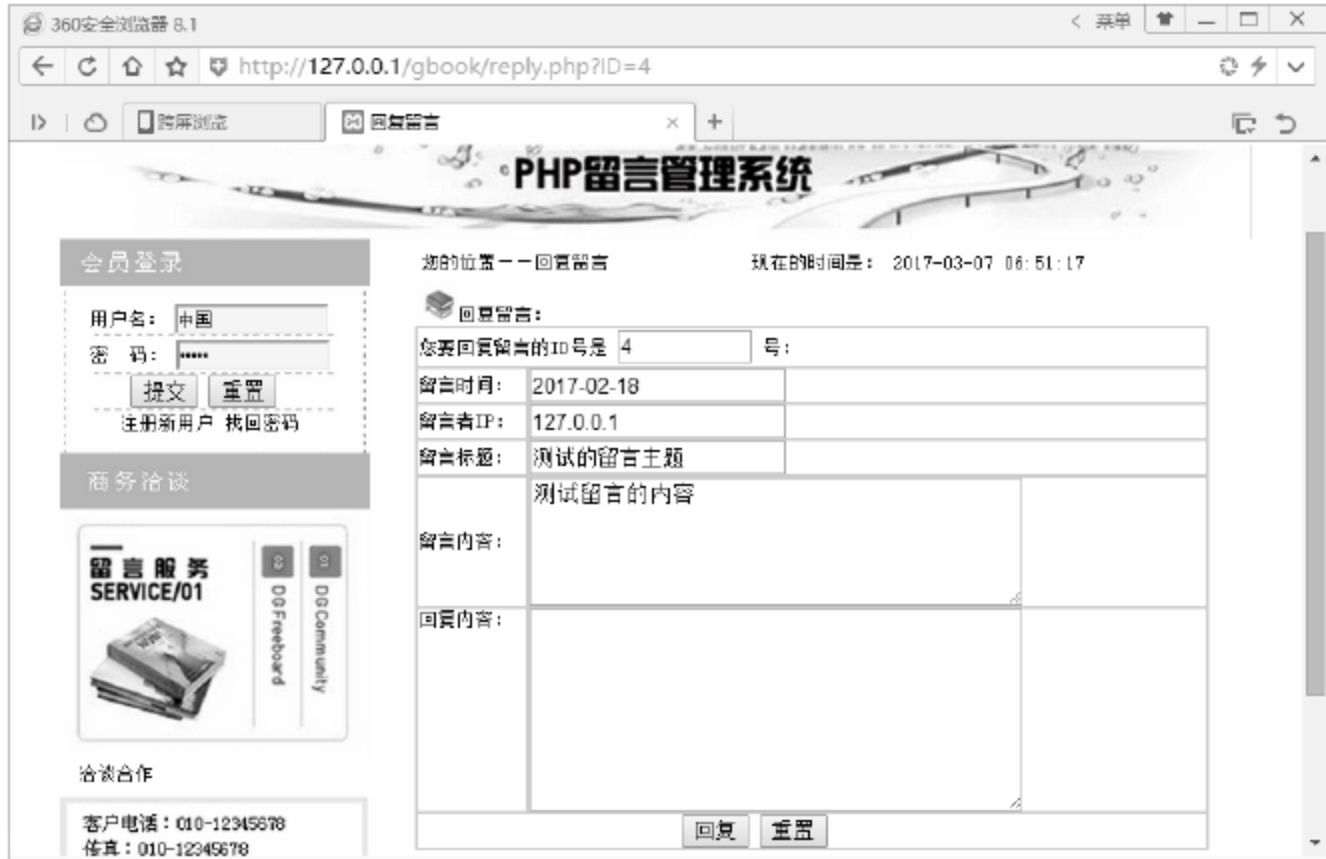 360安全浏览器 8.1
菜单
http://127.0.0.1/gbook/reply.php?ID=4
跨屏浏览
回复留言
PHP留言管理系统
会员登录
您的位置——回复留言
现在的时间是： 2017-03-07 06:51:17
用户名： 中国
密 码： •••••
提交 重置
注册新用户 找回密码
回复留言：
您要回复留言的ID号是 4 号：
留言时间： 2017-02-18
留言者IP： 127.0.0.1
留言标题： 测试的留言主题
留言内容： 测试留言的内容
回复内容：
回复 重置
商务洽谈
留言服务
SERVICE/01
02 DGFreeboard
03 DGCommunity
洽谈合作
客户电话：010-12345678
传真：010-12345678